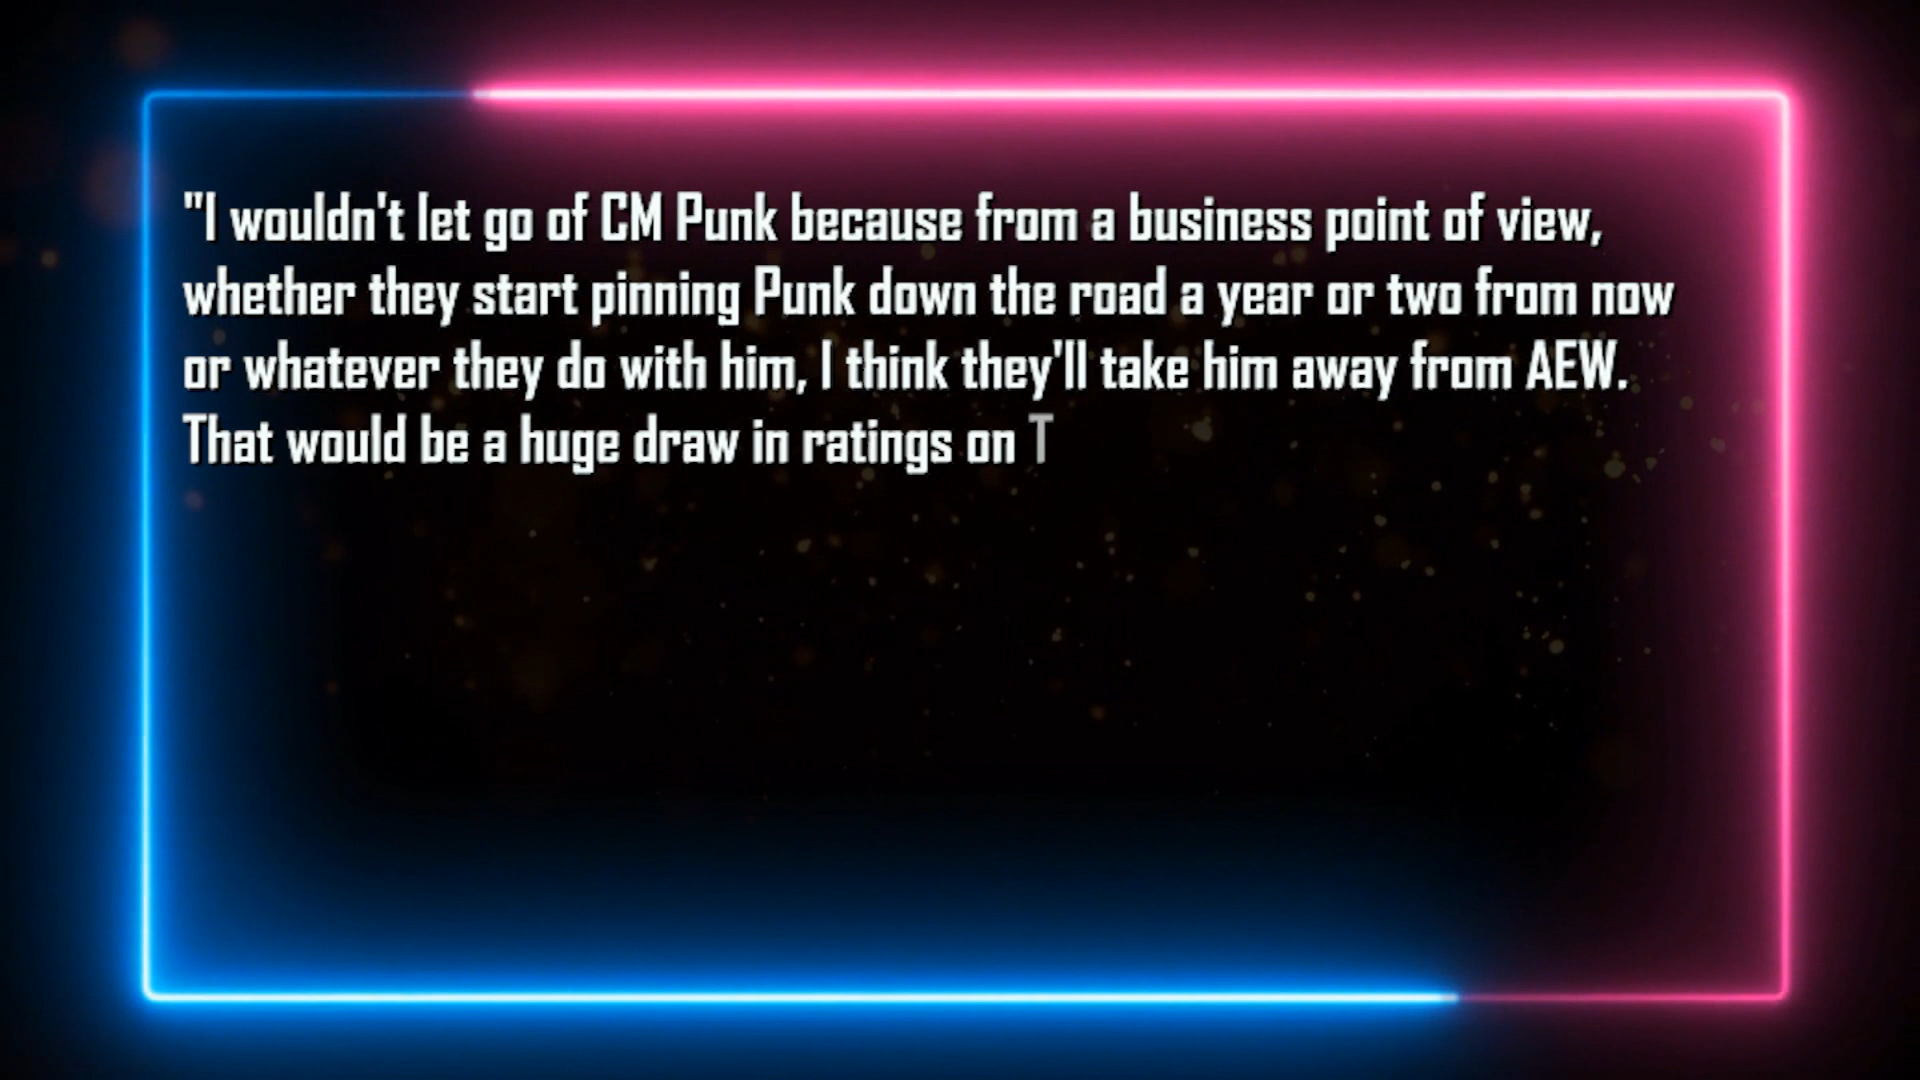 "I wouldn't let go of CM Punk because from a business point of view,
whether they start pinning Punk down the road a year or two from now
or whatever they do with him, I think they'll take him away from AEW.
That would be a huge draw in ratings on T